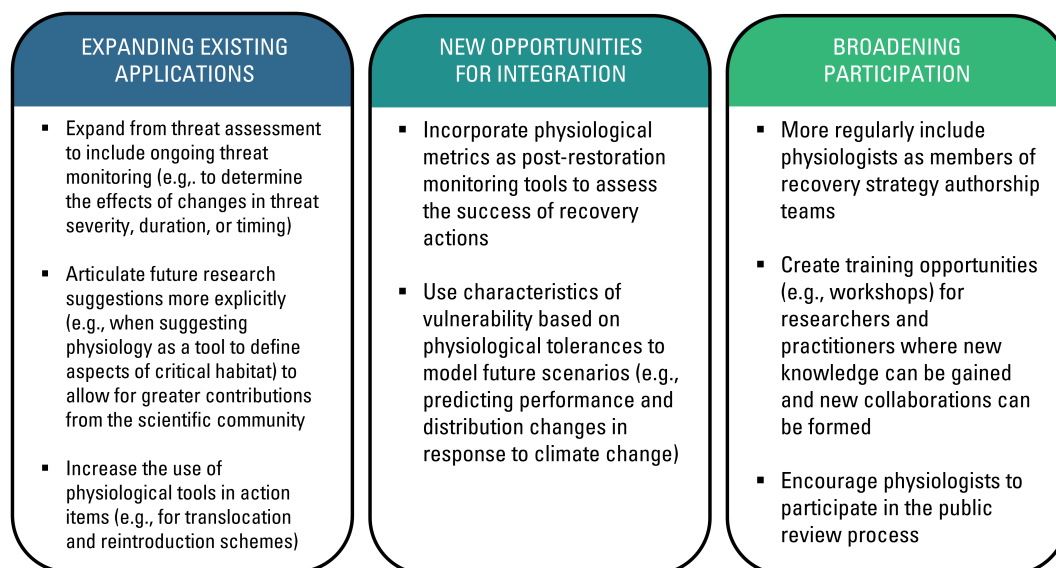 EXPANDING EXISTING
APPLICATIONS
▪ Expand from threat assessment
to include ongoing threat
monitoring (e.g,. to determine
the effects of changes in threat
severity, duration, or timing)
▪ Articulate future research
suggestions more explicitly
(e.g., when suggesting
physiology as a tool to define
aspects of critical habitat) to
allow for greater contributions
from the scientific community
▪ Increase the use of
physiological tools in action
items (e.g., for translocation
and reintroduction schemes)
NEW OPPORTUNITIES
FOR INTEGRATION
▪ Incorporate physiological
metrics as post-restoration
monitoring tools to assess
the success of recovery
actions
▪ Use characteristics of
vulnerability based on
physiological tolerances to
model future scenarios (e.g.,
predicting performance and
distribution changes in
response to climate change)
BROADENING
PARTICIPATION
▪ More regularly include
physiologists as members of
recovery strategy authorship
teams
▪ Create training opportunities
(e.g., workshops) for
researchers and
practitioners where new
knowledge can be gained
and new collaborations can
be formed
▪ Encourage physiologists to
participate in the public
review process